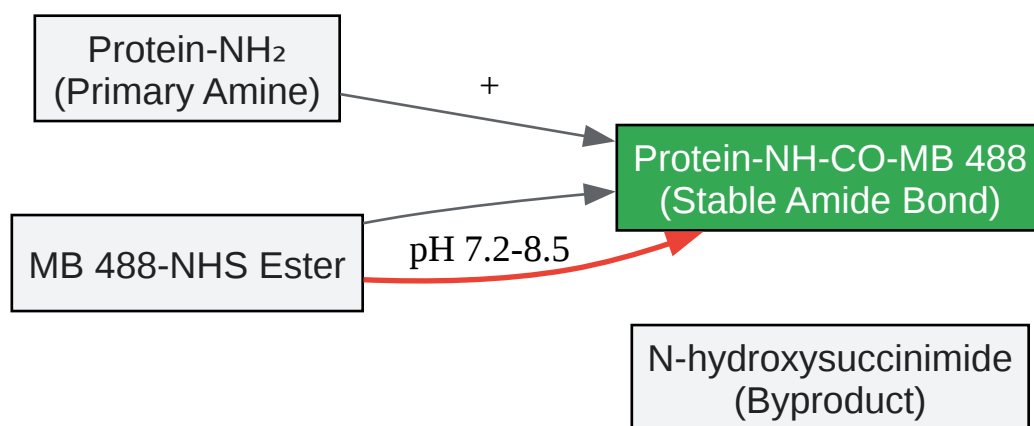 Protein-NH₂
(Primary Amine)
+
Protein-NH-CO-MB 488
(Stable Amide Bond)
MB 488-NHS Ester
pH 7.2-8.5
N-hydroxysuccinimide
(Byproduct)